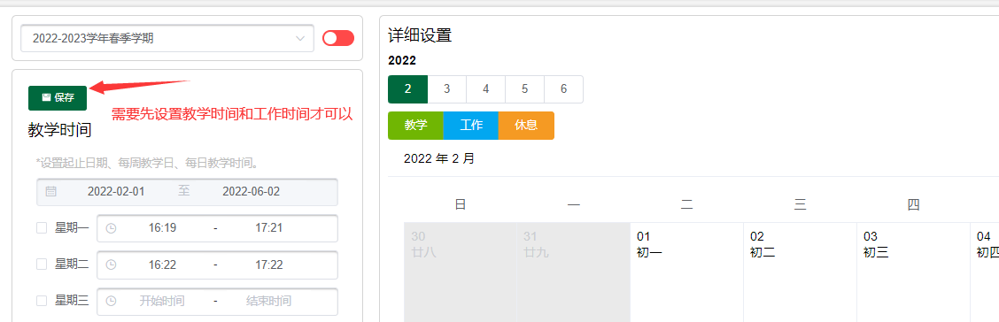 2022-2023学年春季学期
保存
需要先设置教学时间和工作时间才可以
教学时间
*设置起止日期、每周教学日、每日教学时间。
2022-02-01 至 2022-06-02
星期一 16:19 - 17:21
星期二 16:22 - 17:22
星期三 开始时间 - 结束时间
详细设置
2022
2 3 4 5 6
教学 工作 休息
2022 年 2 月
日 一 二 三 四
30 31 01 02 03 04
廿八 廿九 初一 初二 初三 初四